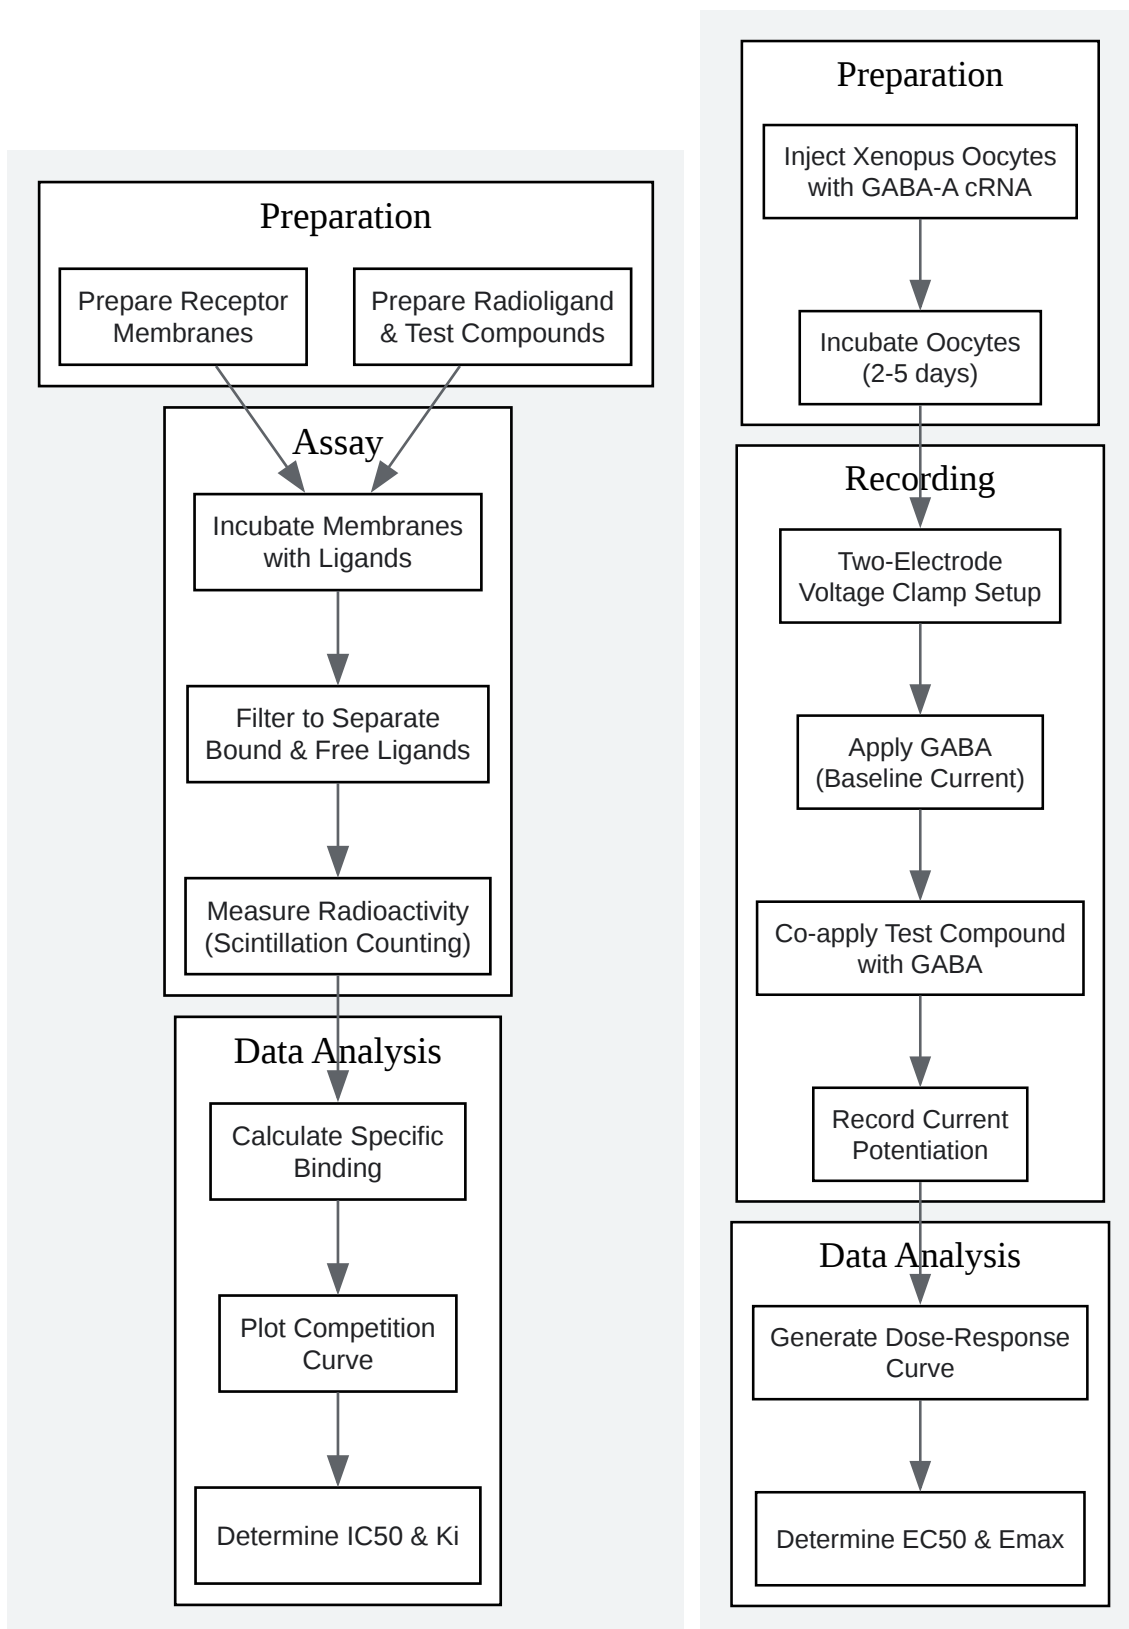 Preparation
Prepare Receptor
Membranes
Prepare Radioligand
& Test Compounds
Assay
Incubate Membranes
with Ligands
Filter to Separate
Bound & Free Ligands
Measure Radioactivity
(Scintillation Counting)
Data Analysis
Calculate Specific
Binding
Plot Competition
Curve
Determine IC50 & Ki
Preparation
Inject Xenopus Oocytes
with GABA-A cRNA
Incubate Oocytes
(2-5 days)
Recording
Two-Electrode
Voltage Clamp Setup
Apply GABA
(Baseline Current)
Co-apply Test Compound
with GABA
Record Current
Potentiation
Data Analysis
Generate Dose-Response
Curve
Determine EC50 & Emax